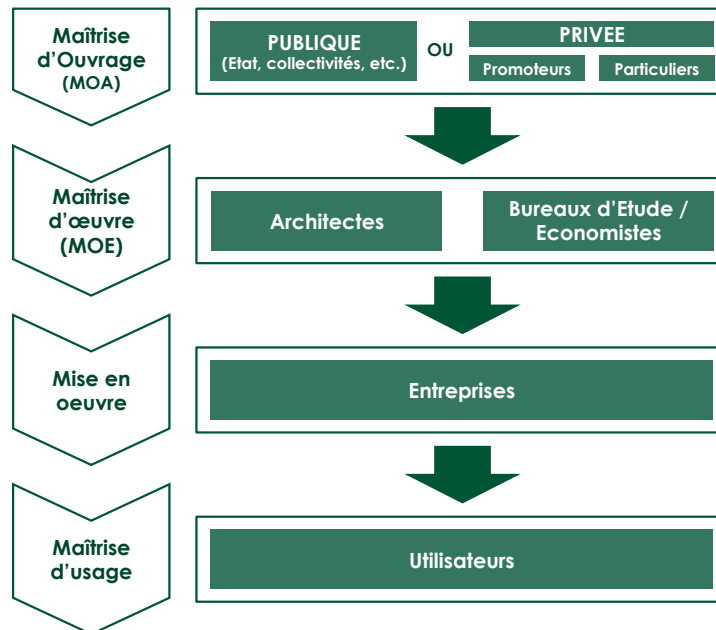 Maîtrise
d'Ouvrage
(MOA)
PUBLIQUE
(Etat, collectivités, etc.)
OU
PRIVEE
Promoteurs
Particuliers
Maîtrise
d'œuvre
(MOE)
Architectes
Bureaux d'Etude /
Economistes
Mise en
oeuvre
Entreprises
Maîtrise
d'usage
Utilisateurs